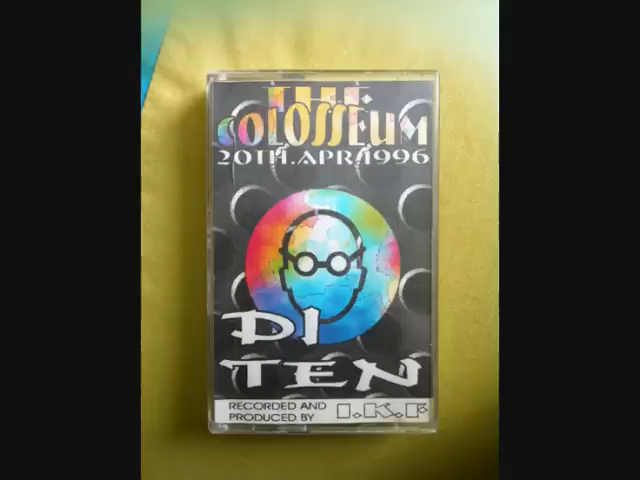 THE
COLOSSEUM
20TH.APR.1996
DJ
TEN
RECORDED AND
PRODUCED BY
I.K.F